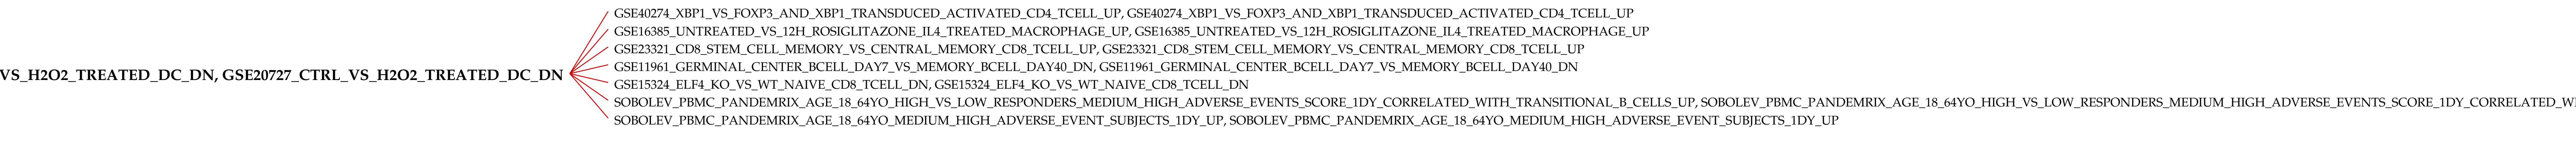 GSE40274_XBP1_VS_FOXP3_AND_XBP1_TRANSDUCED_ACTIVATED_CD4_TCELL_UP, GSE40274_XBP1_VS_FOXP3_AND_XBP1_TRANSDUCED_ACTIVATED_CD4_TCELL_UP
GSE16385_UNTREATED_VS_12H_ROSIGLITAZONE_IL4_TREATED_MACROPHAGE_UP, GSE16385_UNTREATED_VS_12H_ROSIGLITAZONE_IL4_TREATED_MACROPHAGE_UP
GSE23321_CD8_STEM_CELL_MEMORY_VS_CENTRAL_MEMORY_CD8_TCELL_UP, GSE23321_CD8_STEM_CELL_MEMORY_VS_CENTRAL_MEMORY_CD8_TCELL_UP
GSE11961_GERMINAL_CENTER_BCELL_DAY7_VS_MEMORY_BCELL_DAY40_DN, GSE11961_GERMINAL_CENTER_BCELL_DAY7_VS_MEMORY_BCELL_DAY40_DN
VS_H2O2_TREATED_DC_DN, GSE20727_CTRL_VS_H2O2_TREATED_DC_DN
GSE15324_ELF4_KO_VS_WT_NAIVE_CD8_TCELL_DN, GSE15324_ELF4_KO_VS_WT_NAIVE_CD8_TCELL_DN
SOBOLEV_PBMC_PANDEMRIX_AGE_18_64YO_HIGH_VS_LOW_RESPONDERS_MEDIUM_HIGH_ADVERSE_EVENTS_SCORE_1DY_CORRELATED_WITH_TRANSITIONAL_B_CELLS_UP, SOBOLEV_PBMC_PANDEMRIX_AGE_18_64YO_HIGH_VS_LOW_RESPONDERS_MEDIUM_HIGH_ADVERSE_EVENTS_SCORE_1DY_CORRELATED_W
SOBOLEV_PBMC_PANDEMRIX_AGE_18_64YO_MEDIUM_HIGH_ADVERSE_EVENT_SUBJECTS_1DY_UP, SOBOLEV_PBMC_PANDEMRIX_AGE_18_64YO_MEDIUM_HIGH_ADVERSE_EVENT_SUBJECTS_1DY_UP